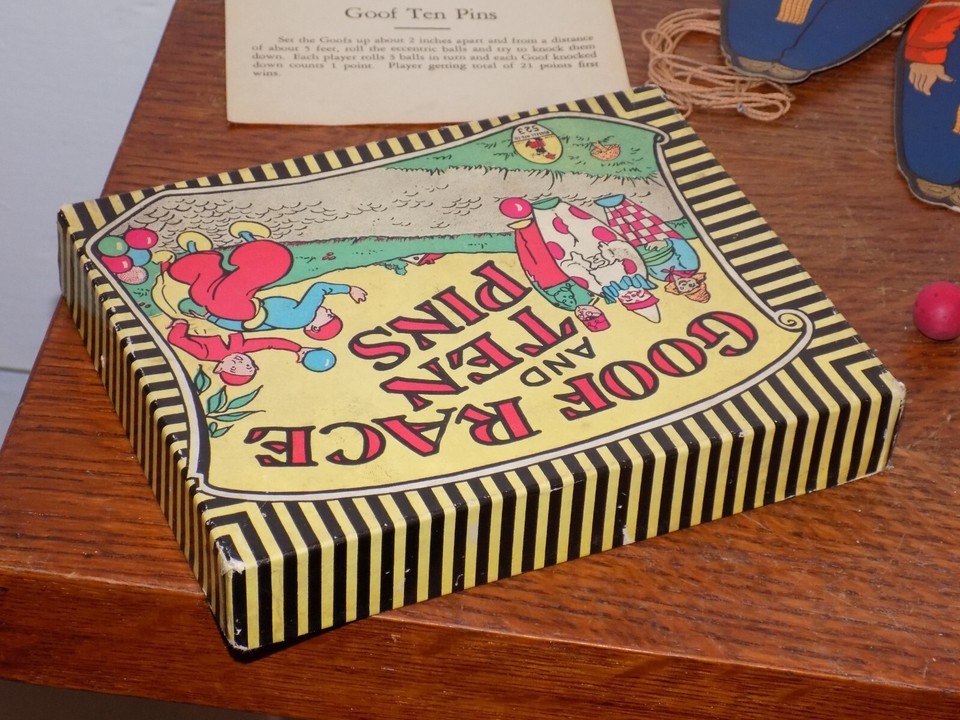 Goof Ten Pins
Set the Goofs up about 2 inches apart and from a distance
of about 5 feet, roll the eccentric balls and try to knock them
down. Each player rolls 3 balls in turn and each Goof knocked
down counts 1 point. Player getting total of 21 points first
wins.
GOOF RACE
AND
TEN
PINS
523